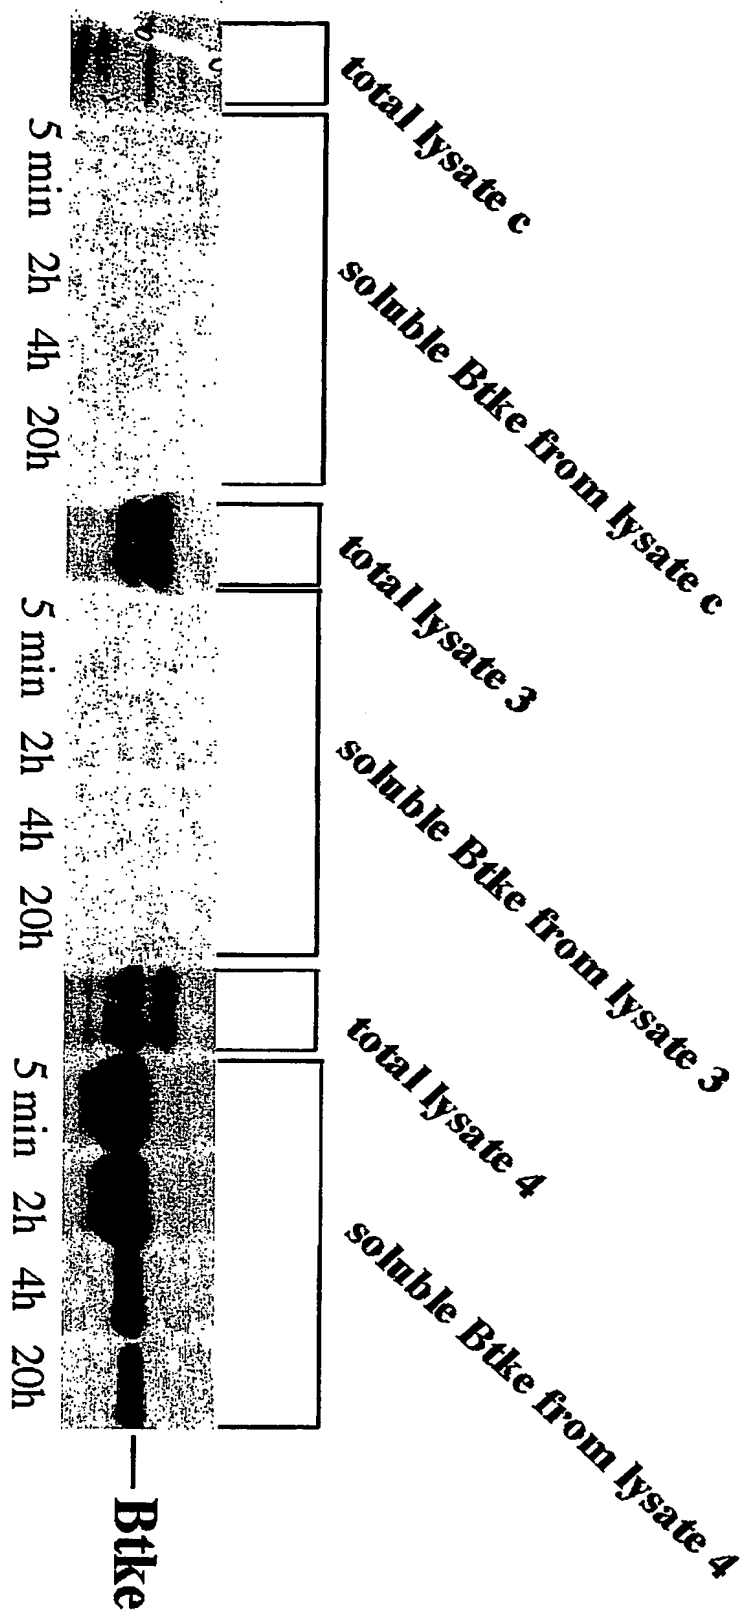 total lysate c
soluble Btke from lysate c
total lysate 3
soluble Btke from lysate 3
total lysate 4
soluble Btke from lysate 4
5 min 2h 4h 20h
5 min 2h 4h 20h
5 min 2h 4h 20h
Btke